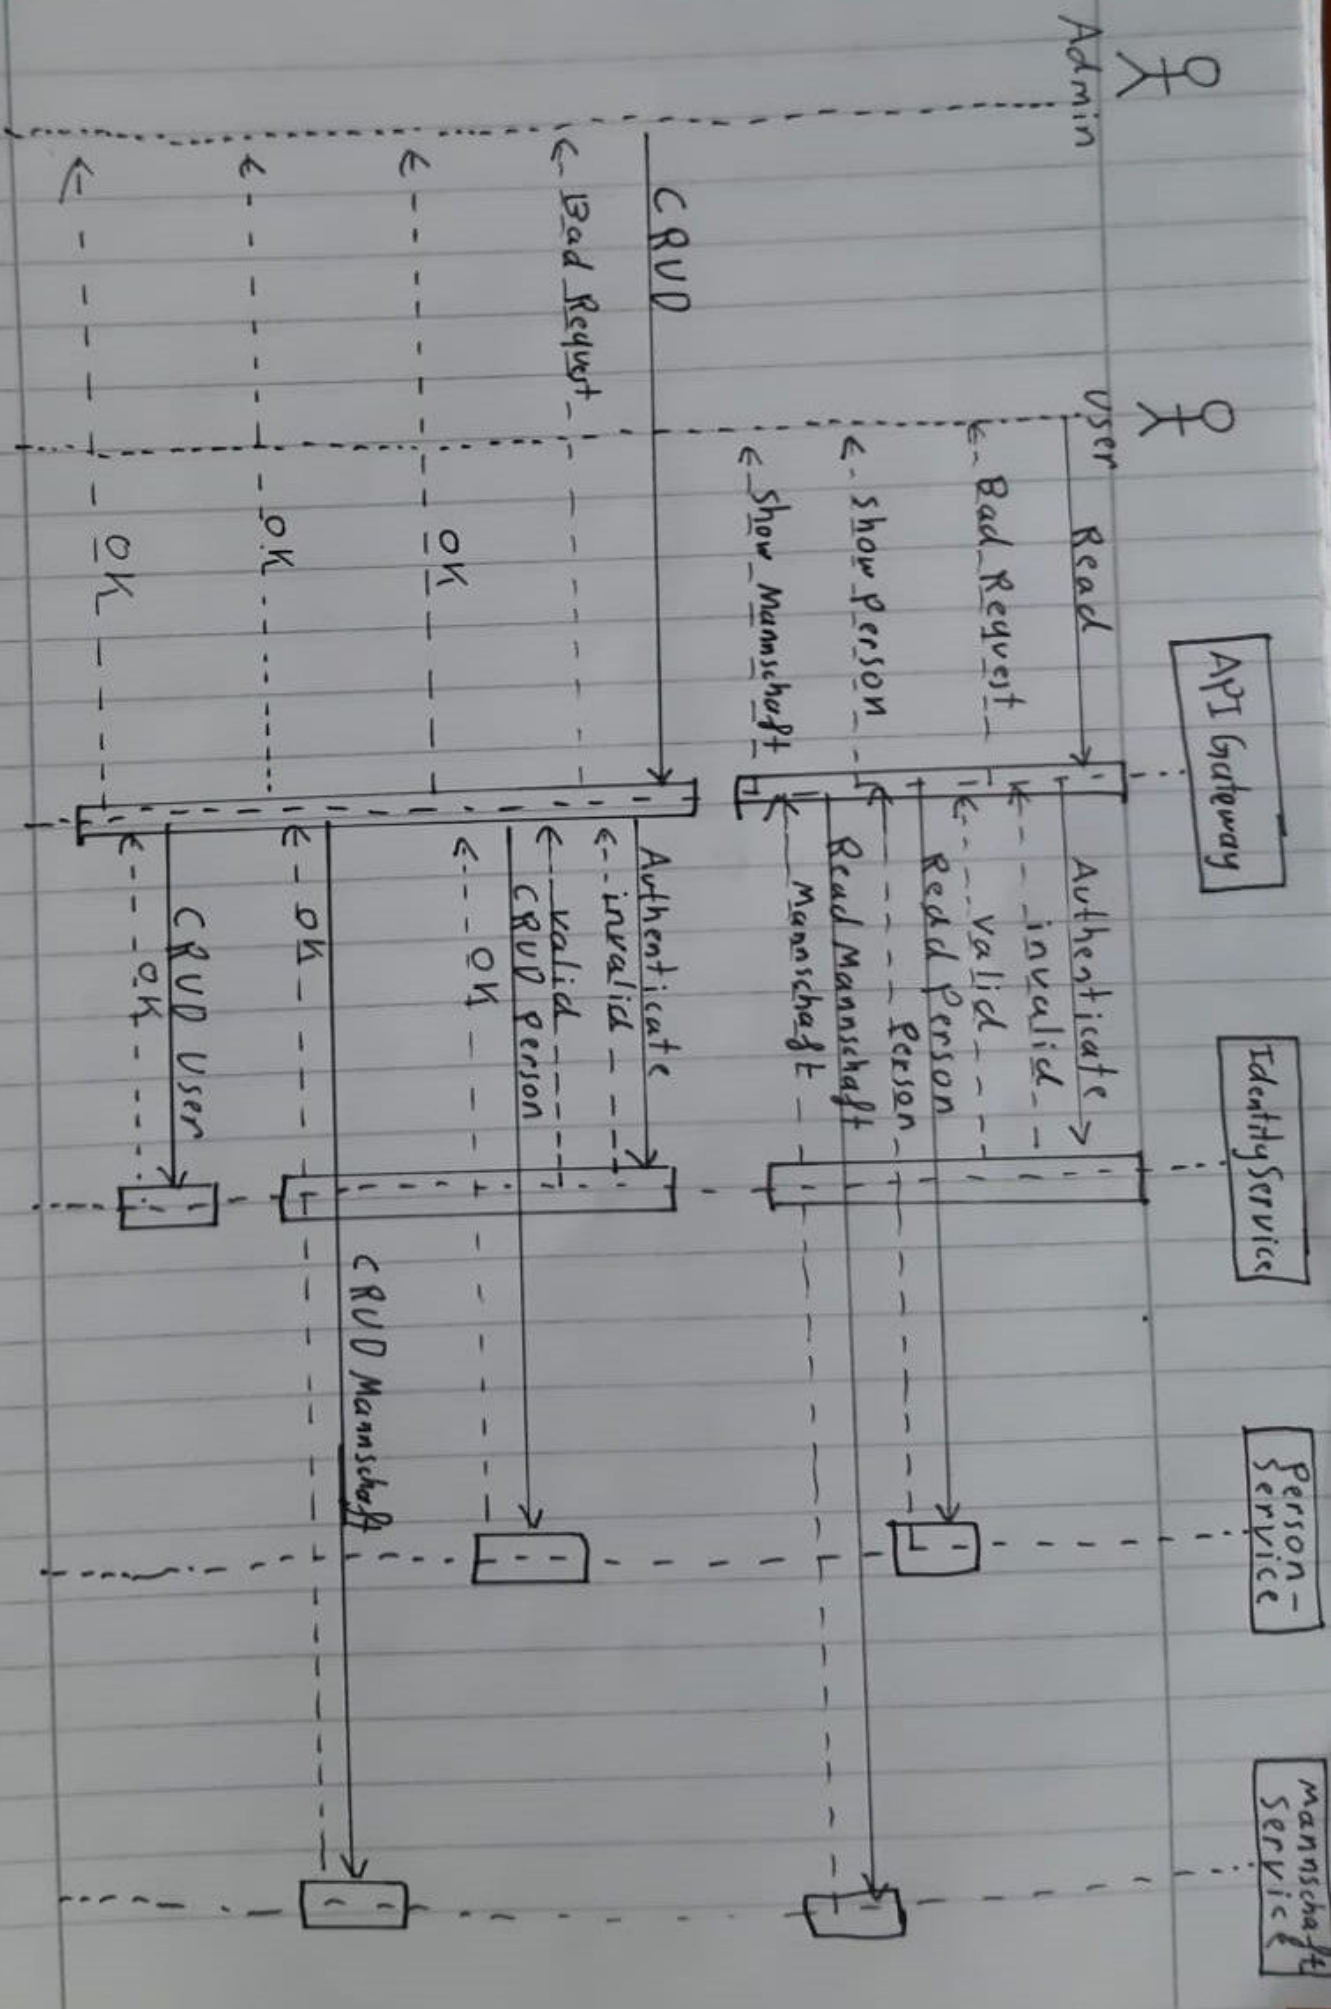 Admin
User
API Gateway
IdentityService
Person-
Service
Mannschaft
Service
Read
Authenticate
invalid
Bad Request
valid
Read Person
Person
Show Person
Read Mannschaft
Mannschaft
Show Mannschaft
CRUD
Authenticate
invalid
Bad Request
valid
CRUD Person
OK
OK
CRUD Mannschaft
OK
OK
CRUD User
OK
OK